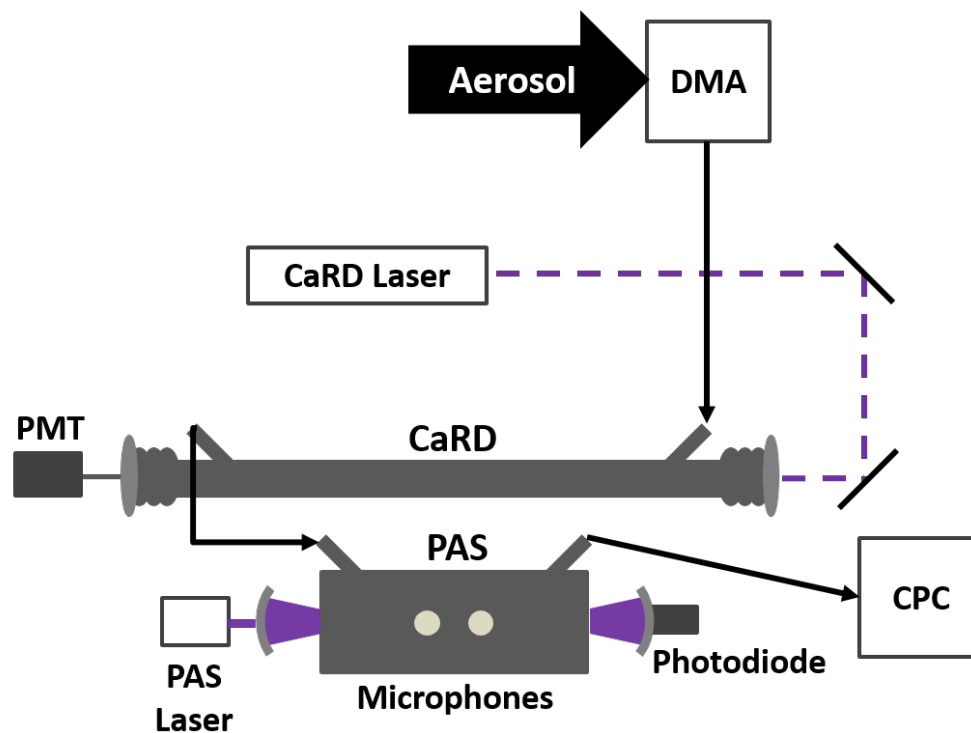 Aerosol
DMA
CaRD Laser
PMT
CaRD
PAS
CPC
PAS
Laser
Microphones
Photodiode